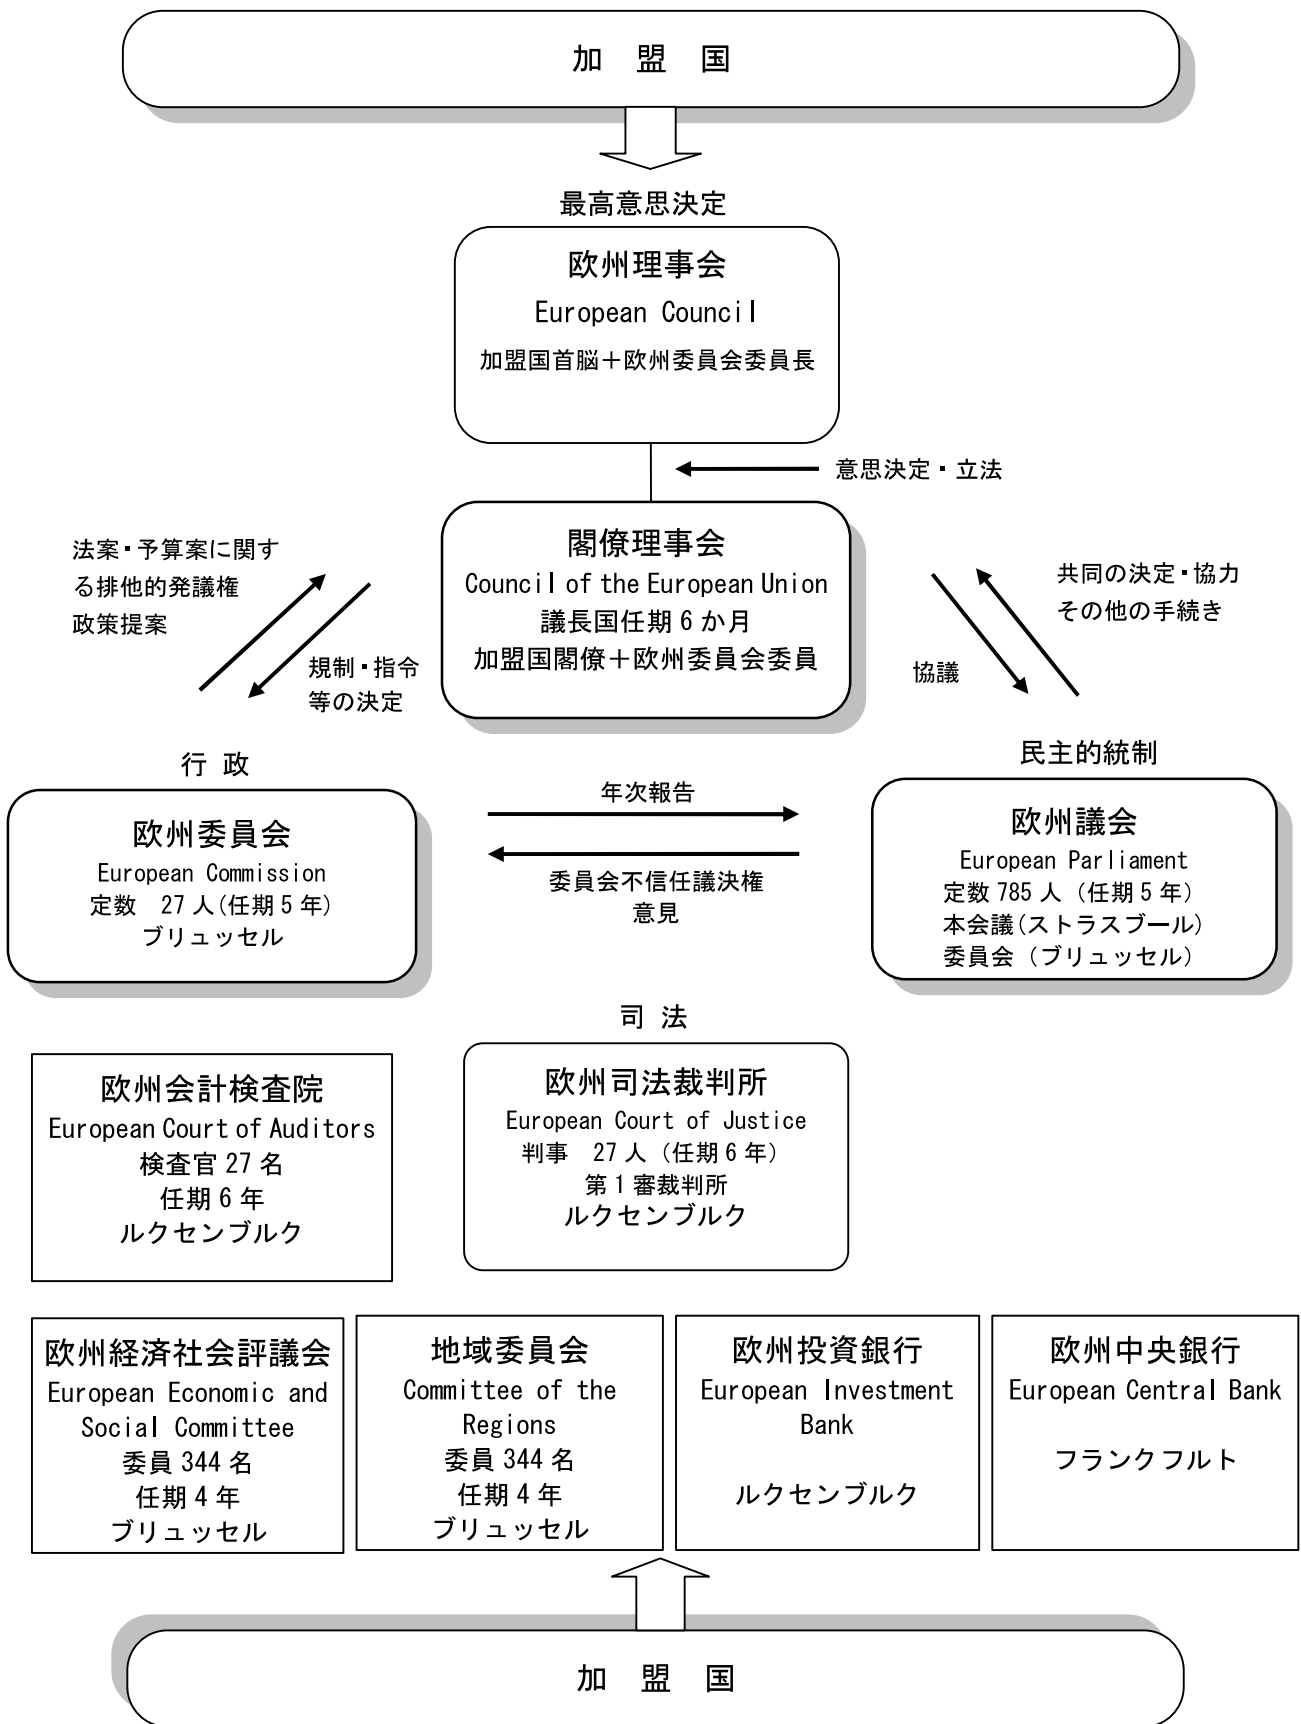 加　盟　国
最高意思決定
欧州理事会
European Council
加盟国首脳＋欧州委員会委員長
意思決定・立法
閣僚理事会
Council of the European Union
議長国任期６か月
加盟国閣僚＋欧州委員会委員
法案・予算案に関す
る排他的発議権
政策提案
規制・指令
等の決定
共同の決定・協力
その他の手続き
協議
行 政
欧州委員会
European Commission
定数　27人(任期５年)
ブリュッセル
年次報告
委員会不信任議決権
意見
民主的統制
欧州議会
European Parliament
定数785人（任期５年）
本会議(ストラスブール)
委員会（ブリュッセル）
司 法
欧州会計検査院
European Court of Auditors
検査官27名
任期６年
ルクセンブルク
欧州司法裁判所
European Court of Justice
判事　27人（任期６年）
第１審裁判所
ルクセンブルク
欧州経済社会評議会
European Economic and
Social Committee
委員344名
任期４年
ブリュッセル
地域委員会
Committee of the
Regions
委員344名
任期４年
ブリュッセル
欧州投資銀行
European Investment
Bank
ルクセンブルク
欧州中央銀行
European Central Bank
フランクフルト
加　盟　国